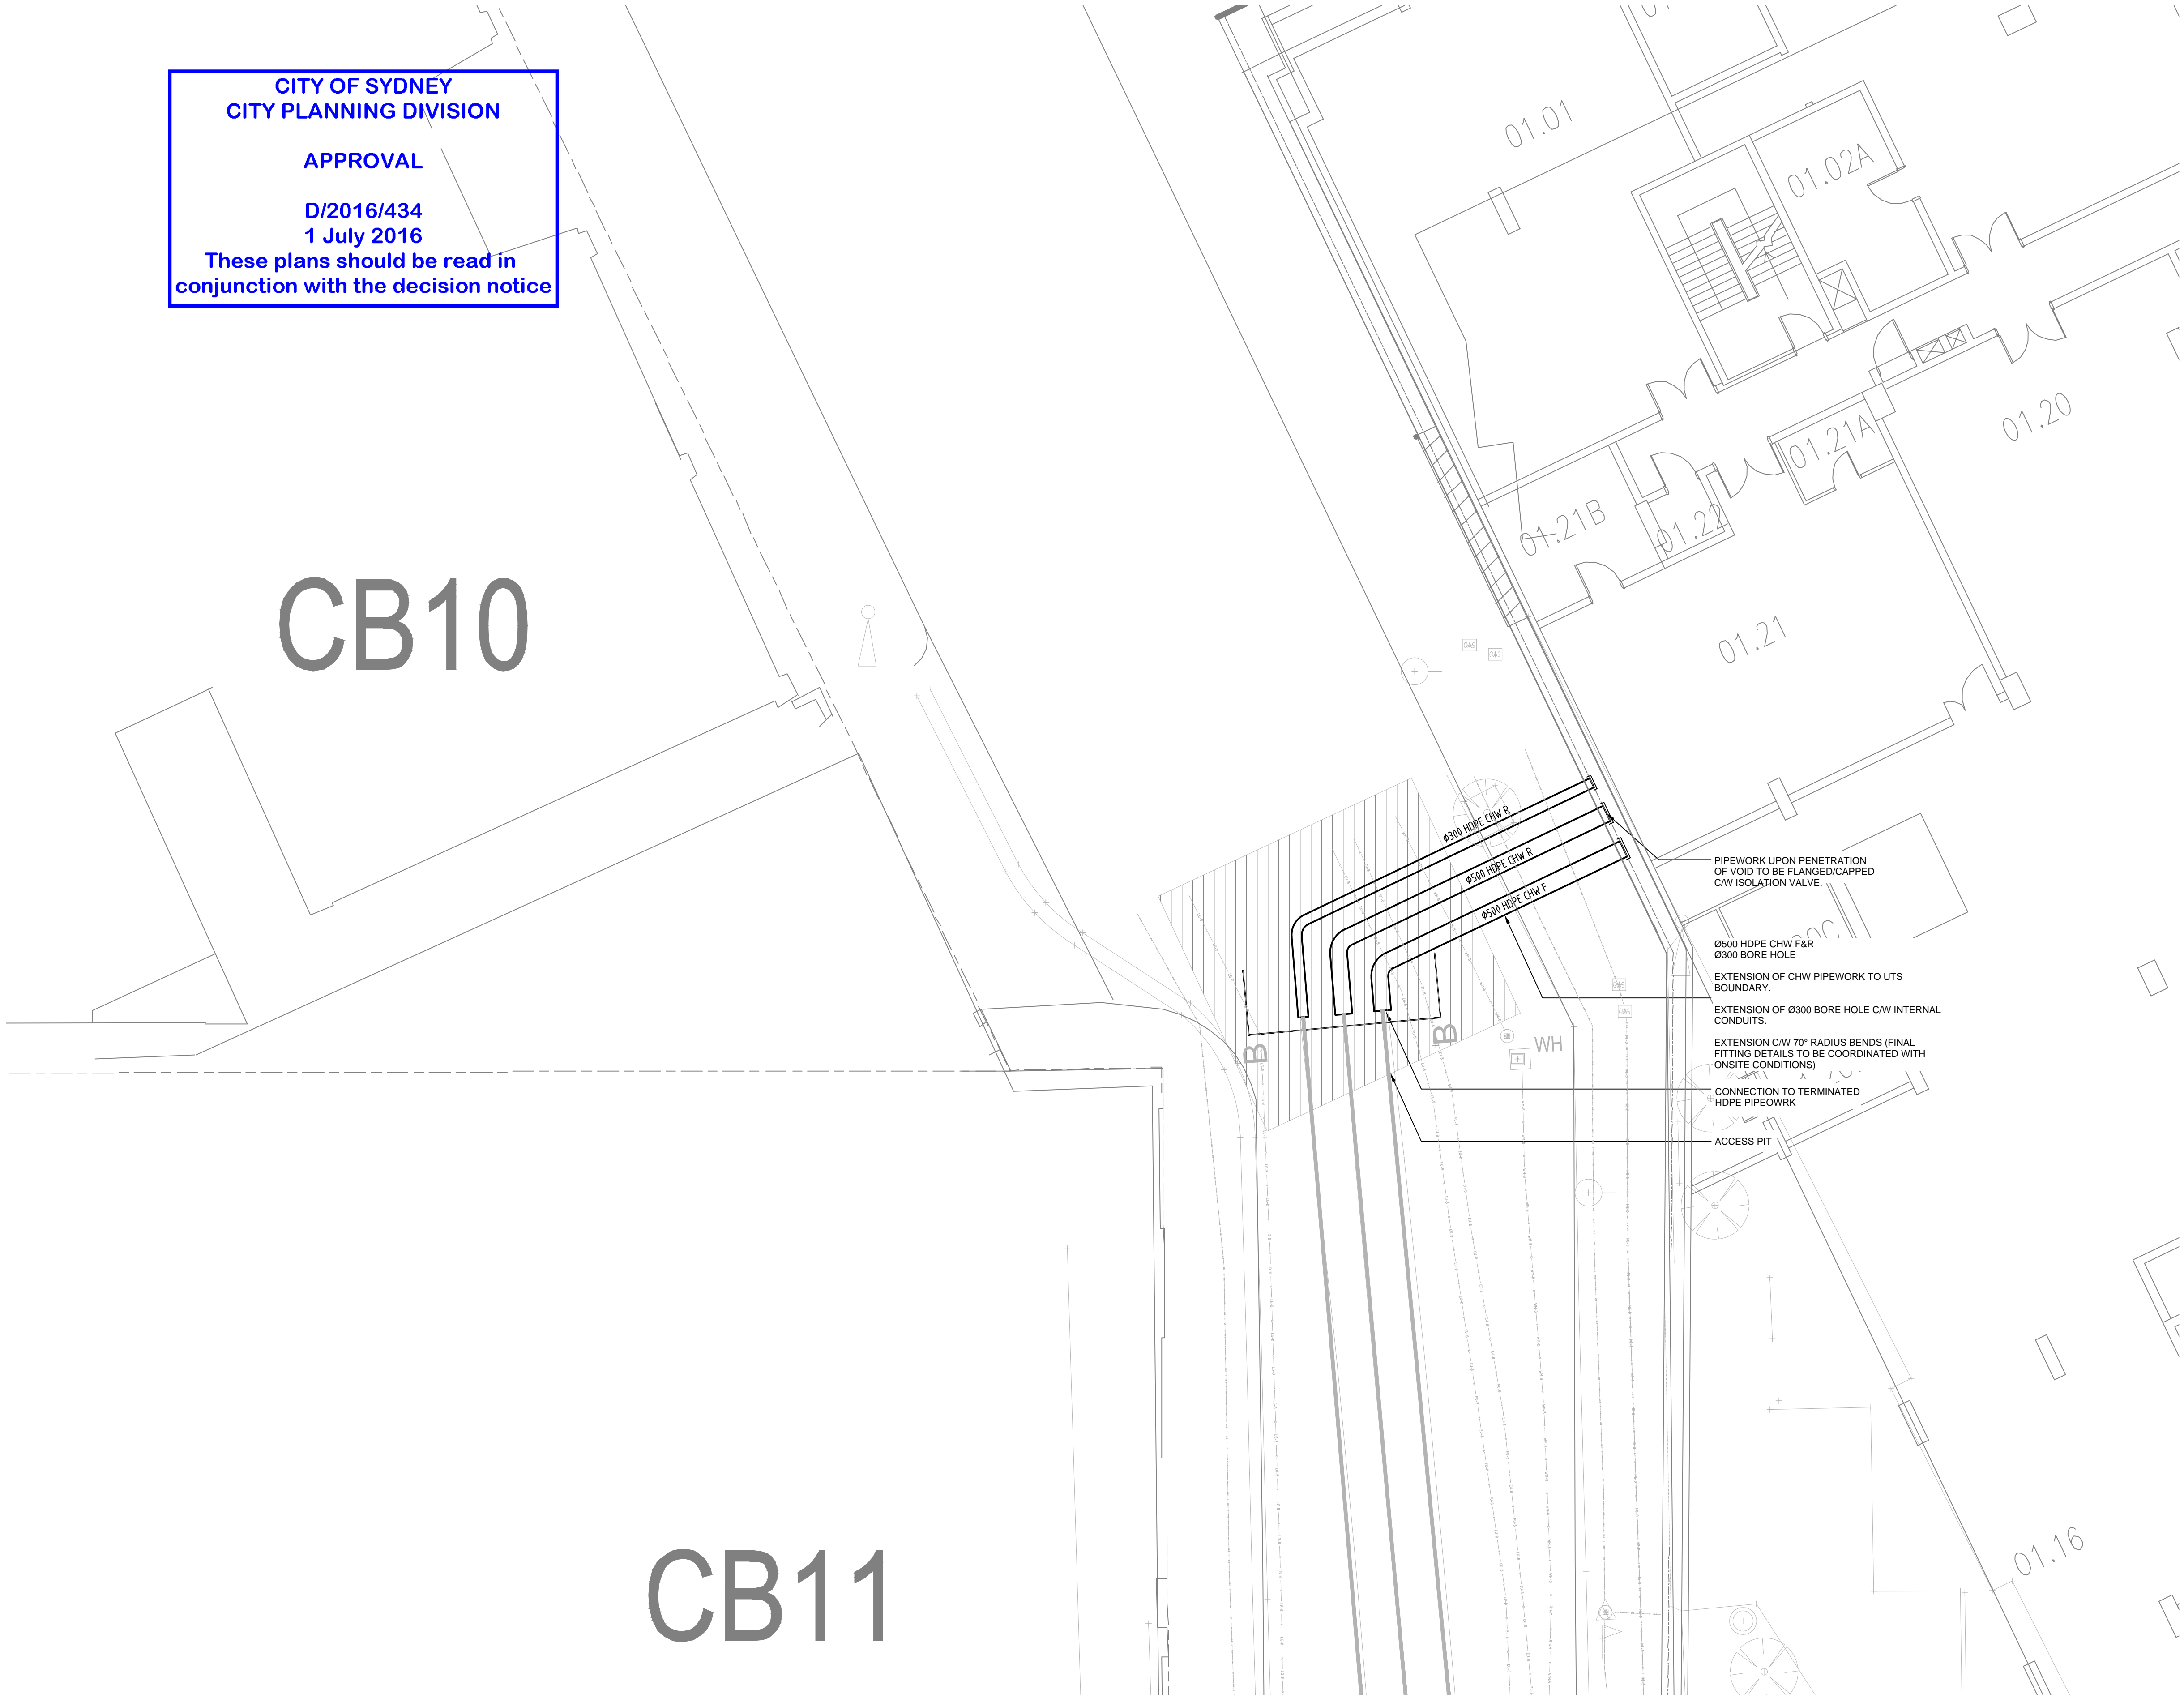 CITY OF SYDNEY
CITY PLANNING DIVISION
APPROVAL
D/2016/434
1 July 2016
These plans should be read in
conjunction with the decision notice
01.01
01.02A
01.20
01.21A
01.22
01.21B
01.21
CB10
GAS
GAS
Ø300 HDPE CHW R
Ø500 HDPE CHW R
Ø500 HDPE CHW F
PIPEWORK UPON PENETRATION
OF VOID TO BE FLANGED/CAPPED
C/W ISOLATION VALVE.
Ø500 HDPE CHW F&R
Ø300 BORE HOLE
EXTENSION OF CHW PIPEWORK TO UTS
BOUNDARY.
EXTENSION OF Ø300 BORE HOLE C/W INTERNAL
CONDUITS.
EXTENSION C/W 70° RADIUS BENDS (FINAL
FITTING DETAILS TO BE COORDINATED WITH
ONSITE CONDITIONS)
CONNECTION TO TERMINATED
HDPE PIPEOWRK
ACCESS PIT
GAS
GAS
B
B
WH
CB11
01.16